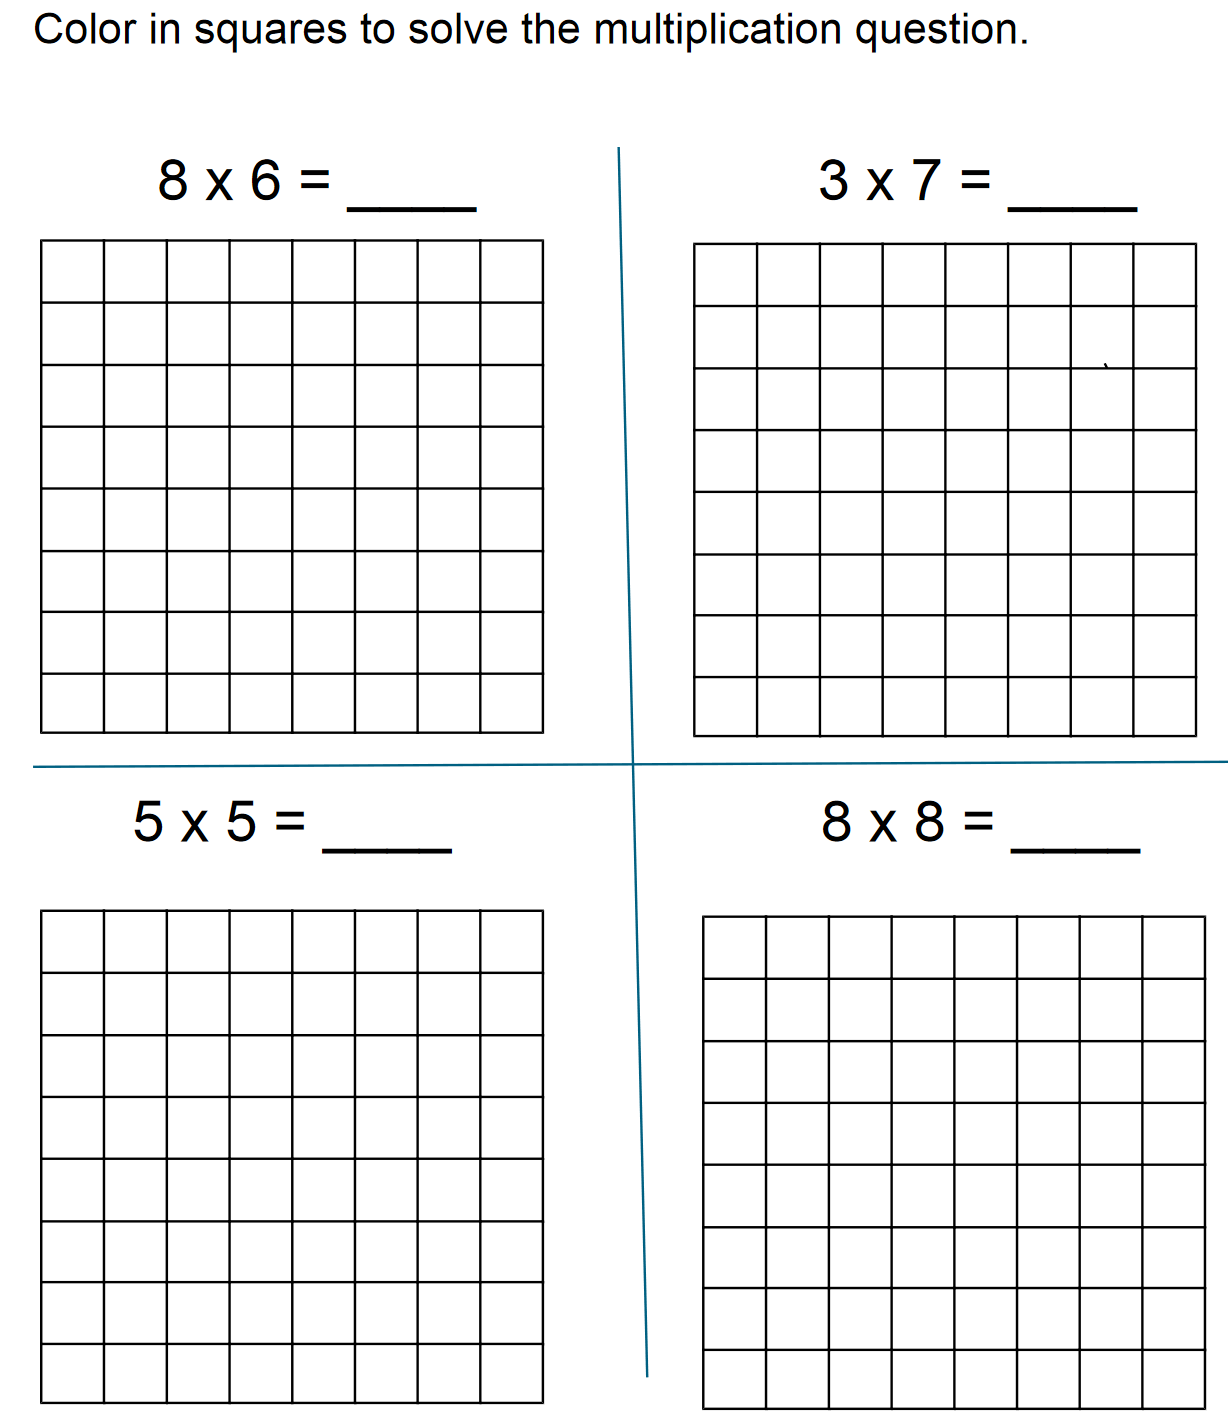 Color in squares to solve the multiplication question.
8 x 6 = ____
3 x 7 = ____
5 x 5 = ____
8 x 8 = ____